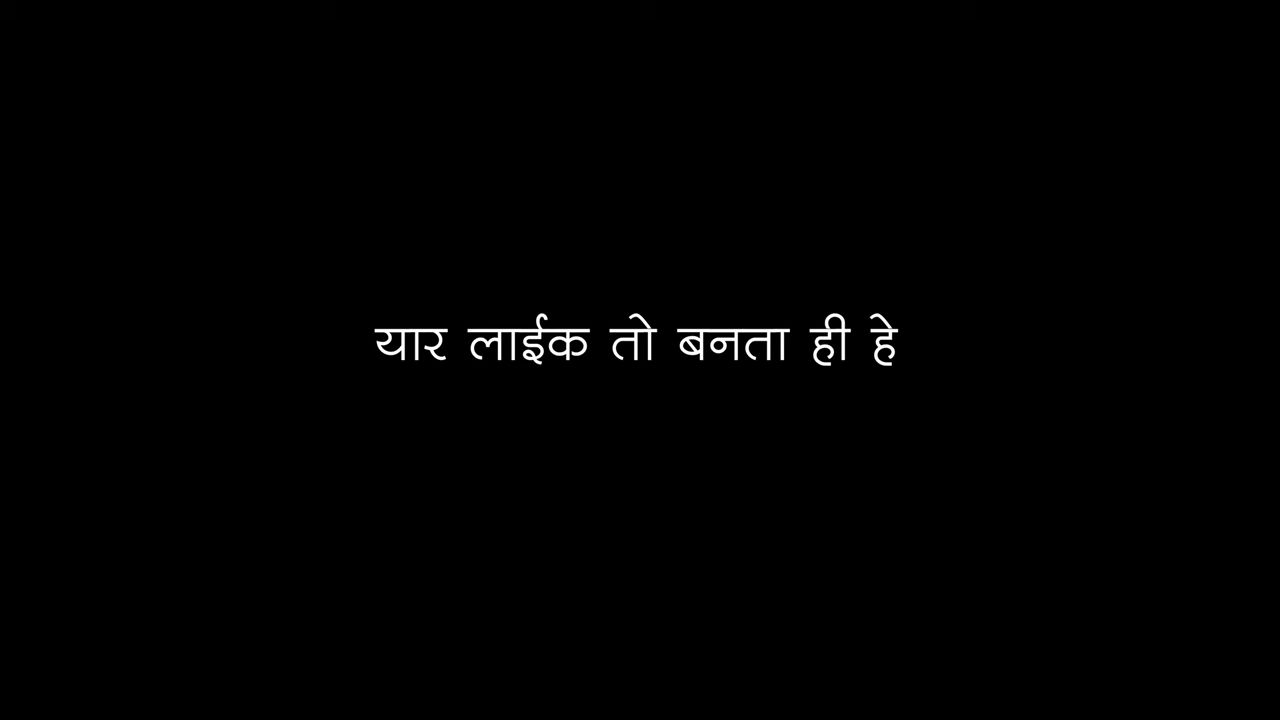 यार लाईक तो बनता ही हे